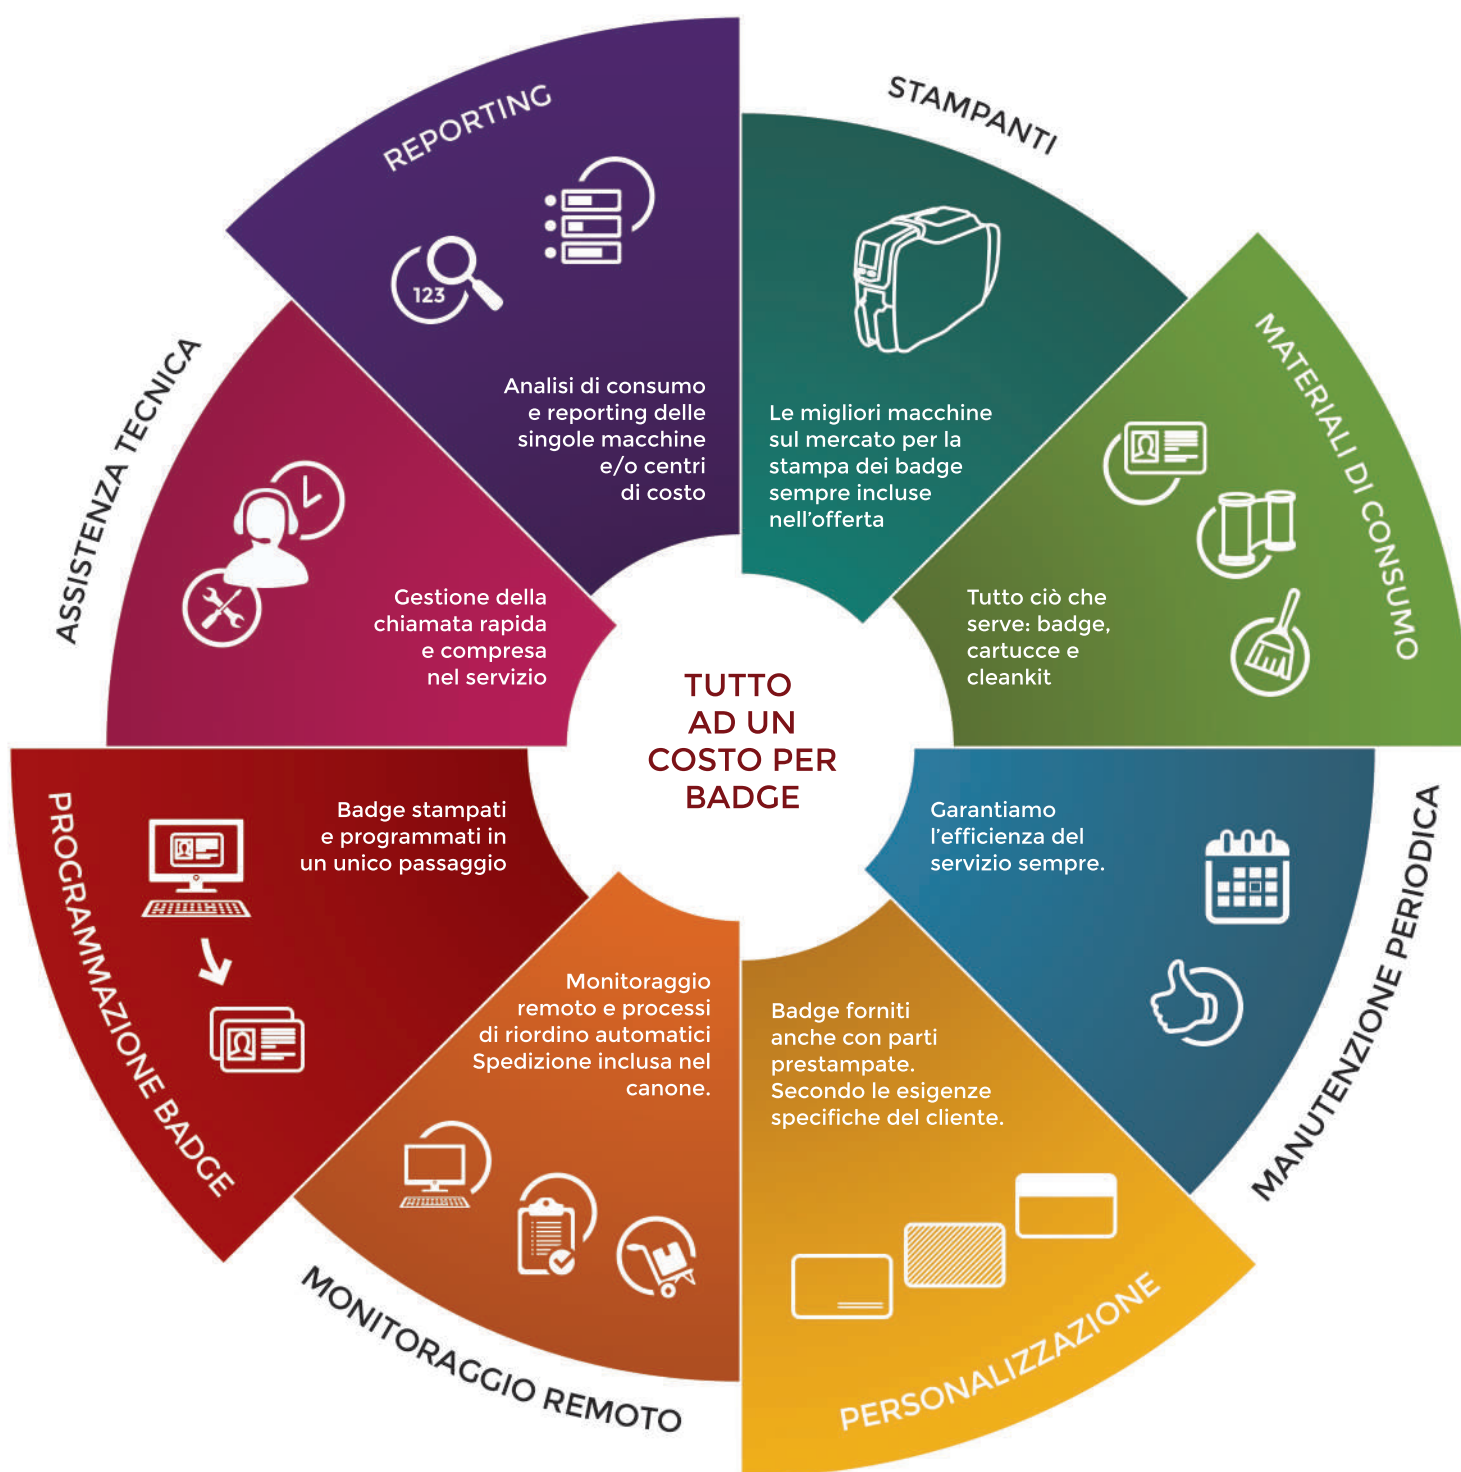 REPORTING
123
Analisi di consumo
e reporting delle
singole macchine
e/o centri
di costo
STAMPANTI
Le migliori macchine
sul mercato per la
stampa dei badge
sempre incluse
nell'offerta
MATERIALI DI CONSUMO
Tutto ciò che
serve: badge,
cartucce e
cleankit
MANUTENZIONE PERIODICA
Garantiamo
l'efficienza del
servizio sempre.
PERSONALIZZAZIONE
Badge forniti
anche con parti
prestampate.
Secondo le esigenze
specifiche del cliente.
MONITORAGGIO REMOTO
Monitoraggio
remoto e processi
di riordino automatici
Spedizione inclusa nel
canone.
PROGRAMMAZIONE BADGE
Badge stampati
e programmati in
un unico passaggio
ASSISTENZA TECNICA
Gestione della
chiamata rapida
e compresa
nel servizio
TUTTO
AD UN
COSTO PER
BADGE